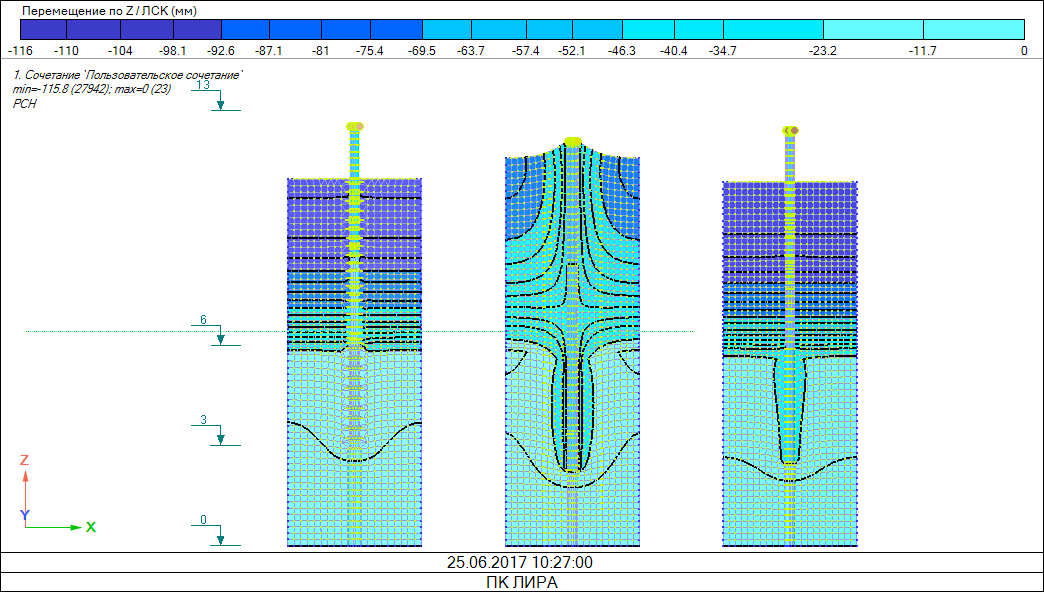 Перемещение по Z / ЛСК (мм)
-116 -110 -104 -98.1 -92.6 -87.1 -81 -75.4 -69.5 -63.7 -57.4 -52.1 -46.3 -40.4 -34.7 -23.2 -11.7 0
1. Сочетание `Пользовательское сочетание`
min=-115.8 (27942); max=0 (23)
РСН
13
6
3
0
Z
Y
X
25.06.2017 10:27:00
ПК ЛИРА